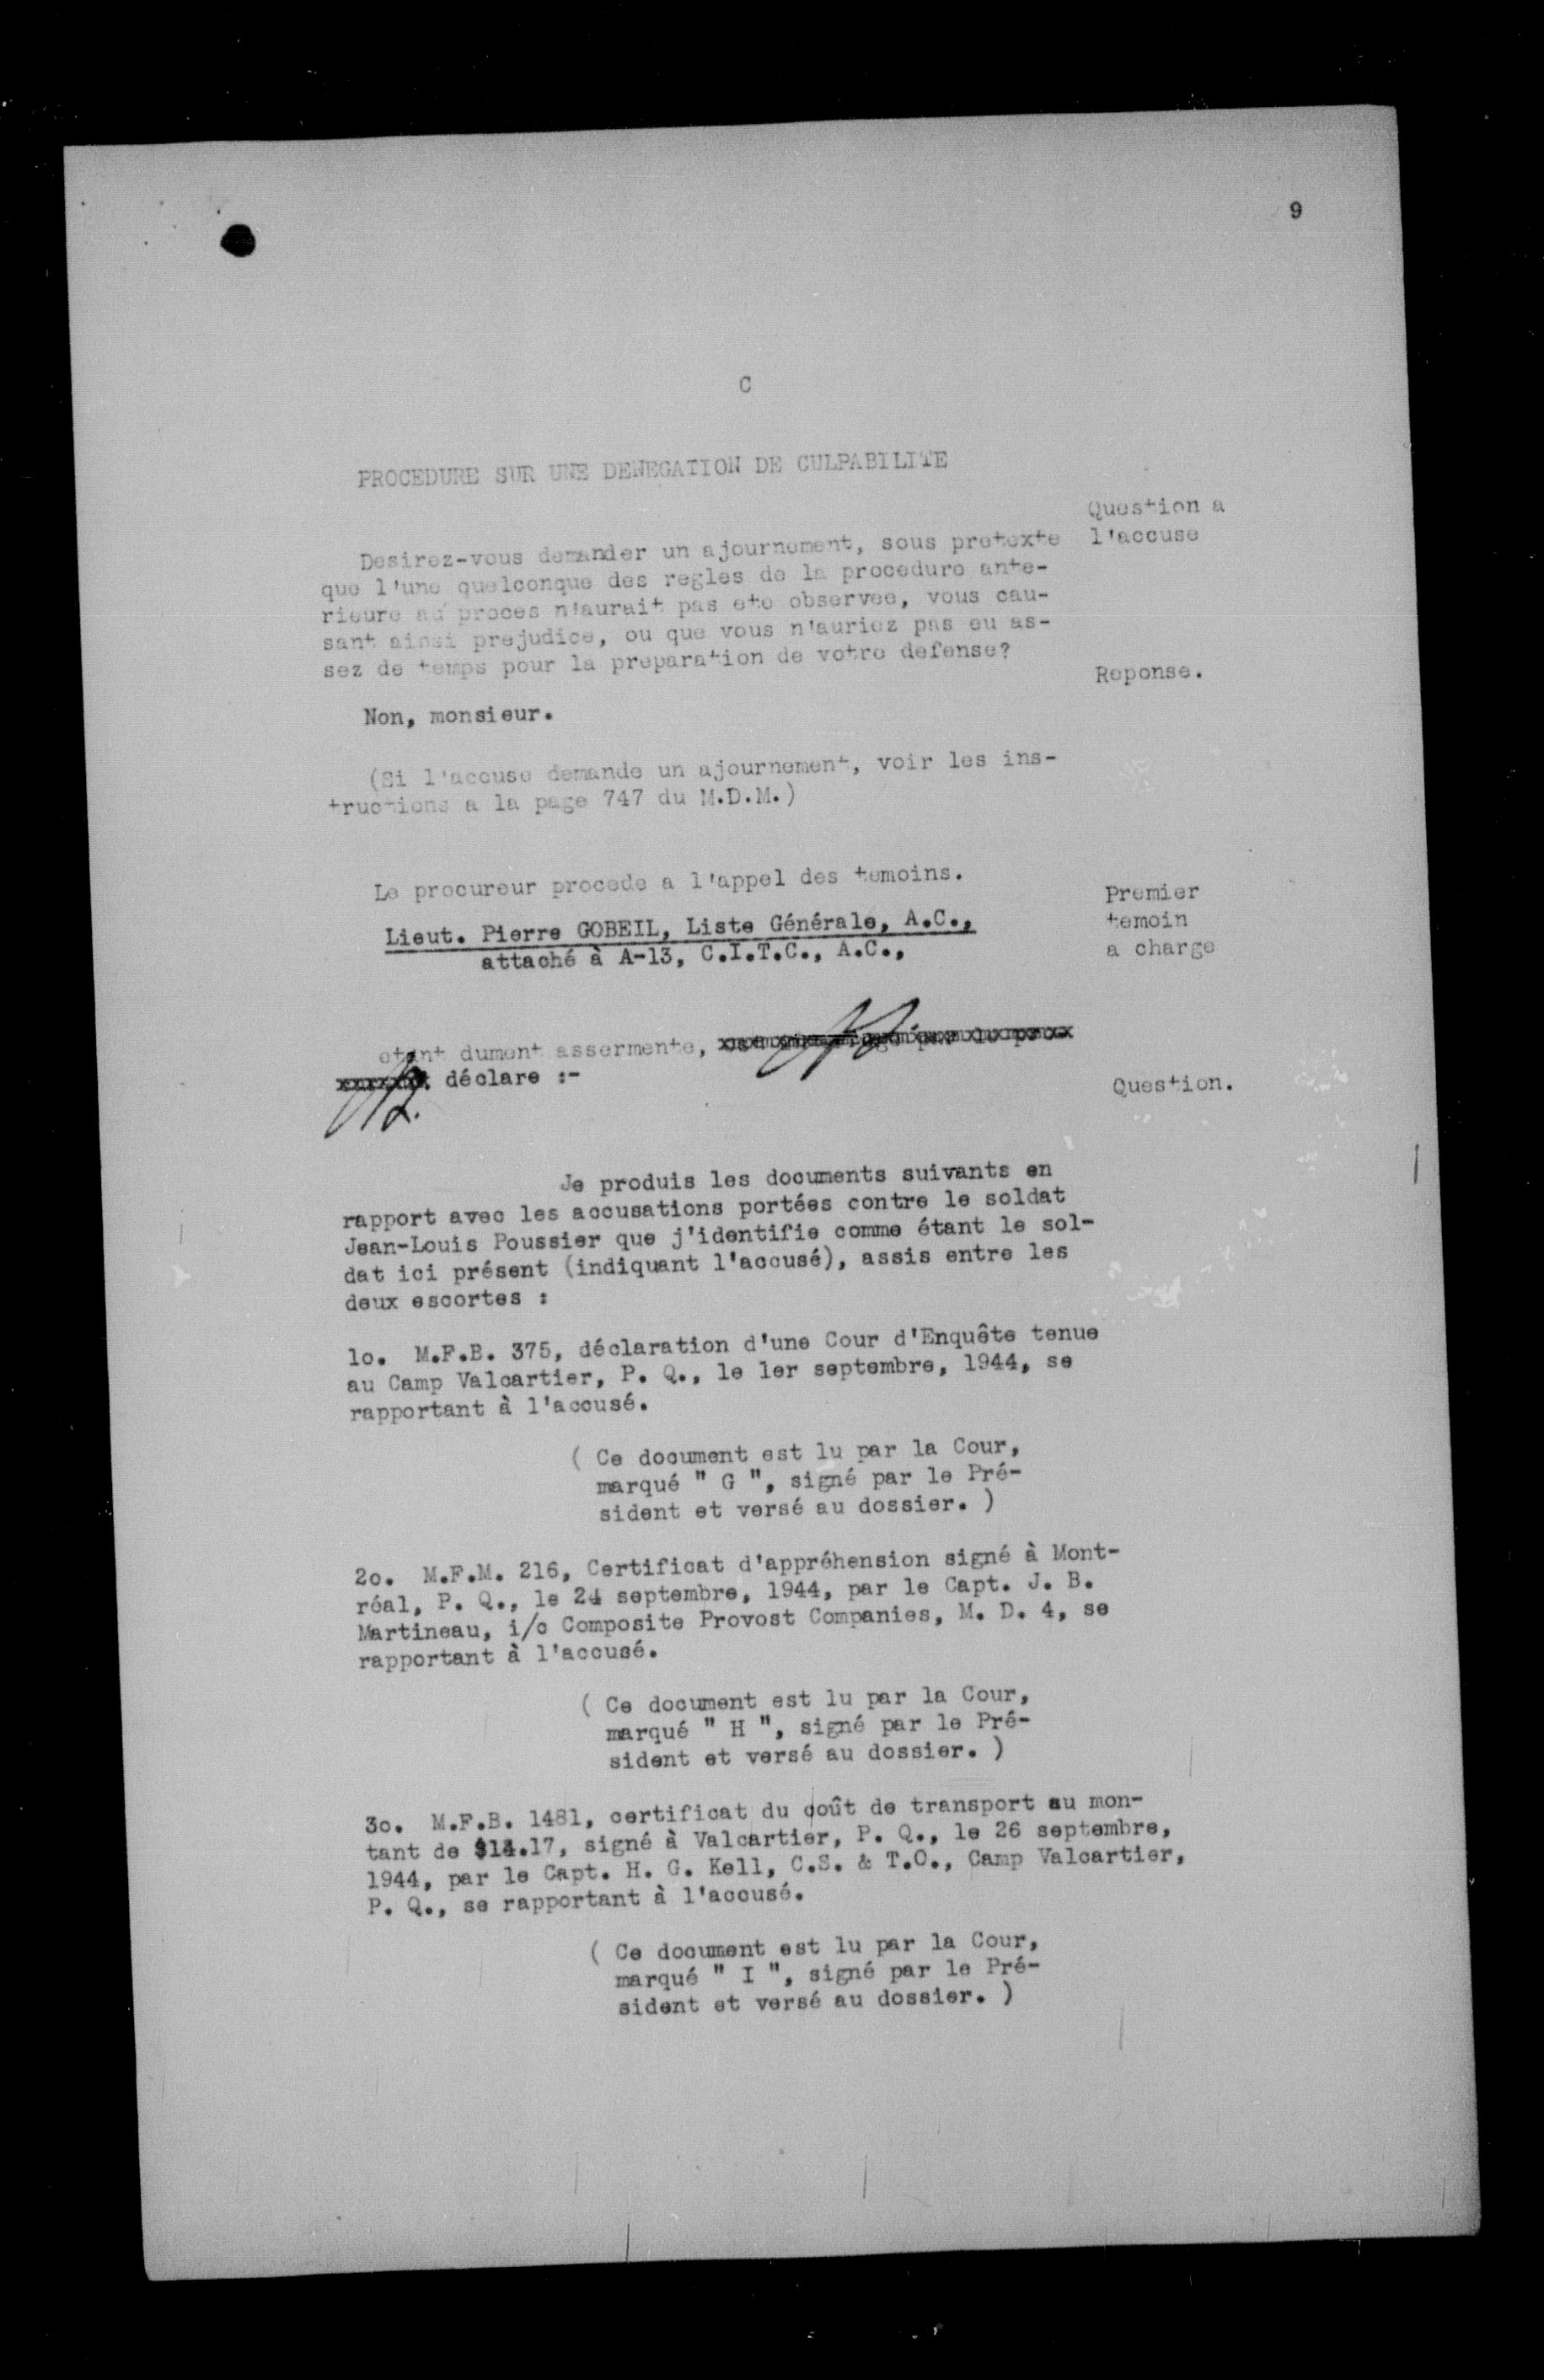 9
C
PROCEDURE SUR UNE DENEGATION DE CULPABILITE
Question a
l'accuse
Desirez-vous demander un ajournement, sous pretexte
que l'une quelconque des regles de la procedure ante-
rieure au proces n'aurait pas ete observee, vous cau-
sant ainsi prejudice, ou que vous n'auriez pas eu as-
sez de temps pour la preparation de votre defense?
Reponse.
Non, monsieur.
(Si l'accuse demande un ajournement, voir les ins-
tructions a la page 747 du M.D.M.)
Le procureur procede a l'appel des temoins.
Premier
temoin
a charge
Lieut. Pierre GOBEIL, Liste Générale, A.C.,
attaché à A-13, C.I.T.C., A.C.,
etant dument assermente,
déclare :-
Question.
Je produis les documents suivants en
rapport avec les accusations portées contre le soldat
Jean-Louis Poussier que j'identifie comme étant le sol-
dat ici présent (indiquant l'accusé), assis entre les
deux escortes :
1o. M.F.B. 375, déclaration d'une Cour d'Enquête tenue
au Camp Valcartier, P. Q., le 1er septembre, 1944, se
rapportant à l'accusé.
( Ce document est lu par la Cour,
marqué " G ", signé par le Pré-
sident et versé au dossier. )
2o. M.F.M. 216, Certificat d'appréhension signé à Mont-
réal, P. Q., le 24 septembre, 1944, par le Capt. J. B.
Martineau, i/c Composite Provost Companies, M. D. 4, se
rapportant à l'accusé.
( Ce document est lu par la Cour,
marqué " H ", signé par le Pré-
sident et versé au dossier. )
3o. M.F.B. 1481, certificat du coût de transport au mon-
tant de $14.17, signé à Valcartier, P. Q., le 26 septembre,
1944, par le Capt. H. G. Kell, C.S. & T.O., Camp Valcartier,
P. Q., se rapportant à l'accusé.
( Ce document est lu par la Cour,
marqué " I ", signé par le Pré-
sident et versé au dossier. )